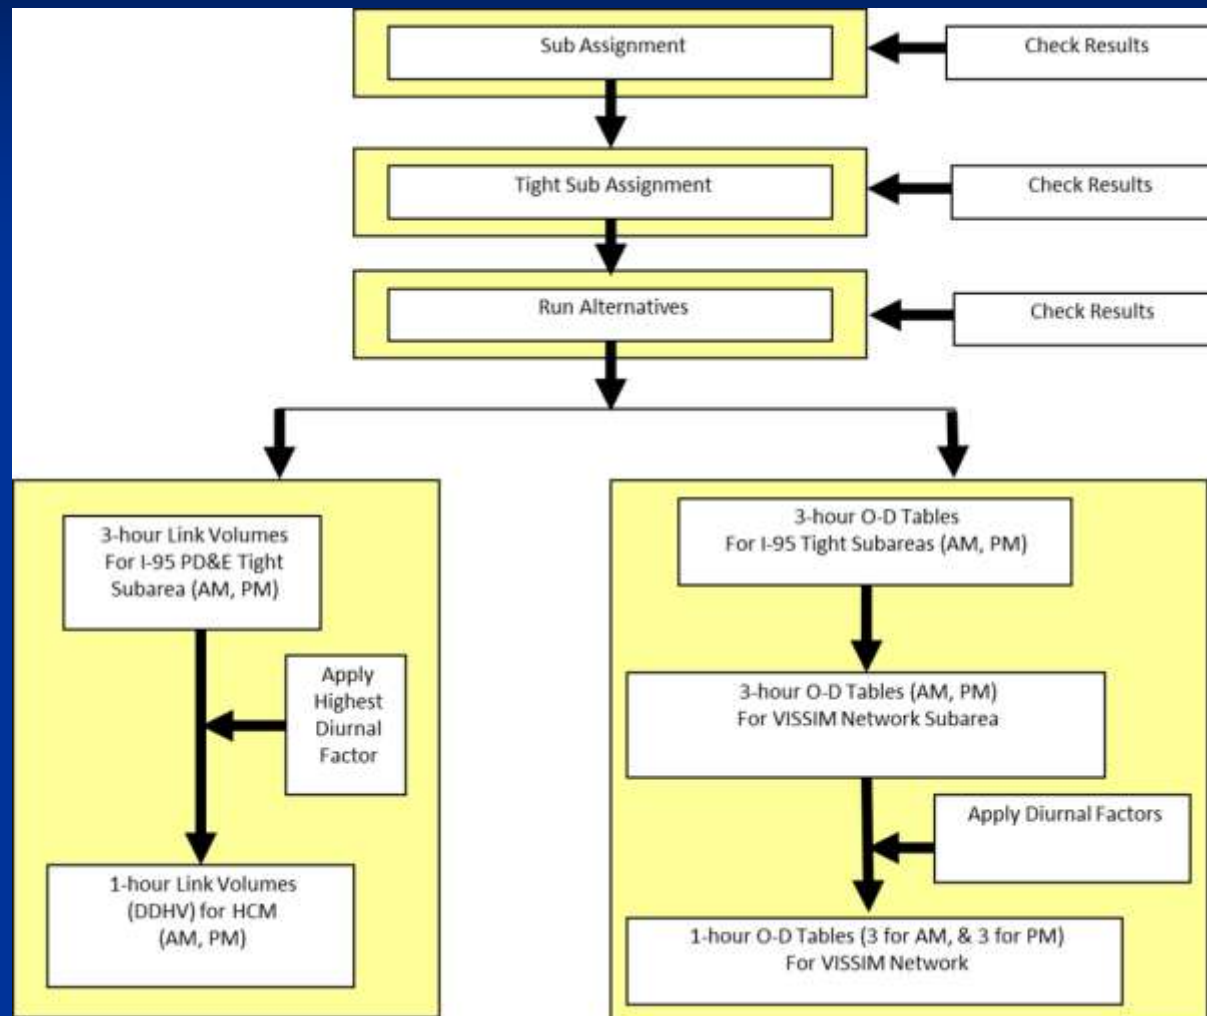 Sub Assignment
Check Results
Tight Sub Assignment
Check Results
Run Alternatives
Check Results
3-hour Link Volumes
For I-95 PD&E Tight
Subarea (AM, PM)
Apply
Highest
Diurnal
Factor
1-hour Link Volumes
(DDHV) for HCM
(AM, PM)
3-hour O-D Tables
For I-95 Tight Subareas (AM, PM)
3-hour O-D Tables (AM, PM)
For VISSIM Network Subarea
Apply Diurnal Factors
1-hour O-D Tables (3 for AM, & 3 for PM)
For VISSIM Network